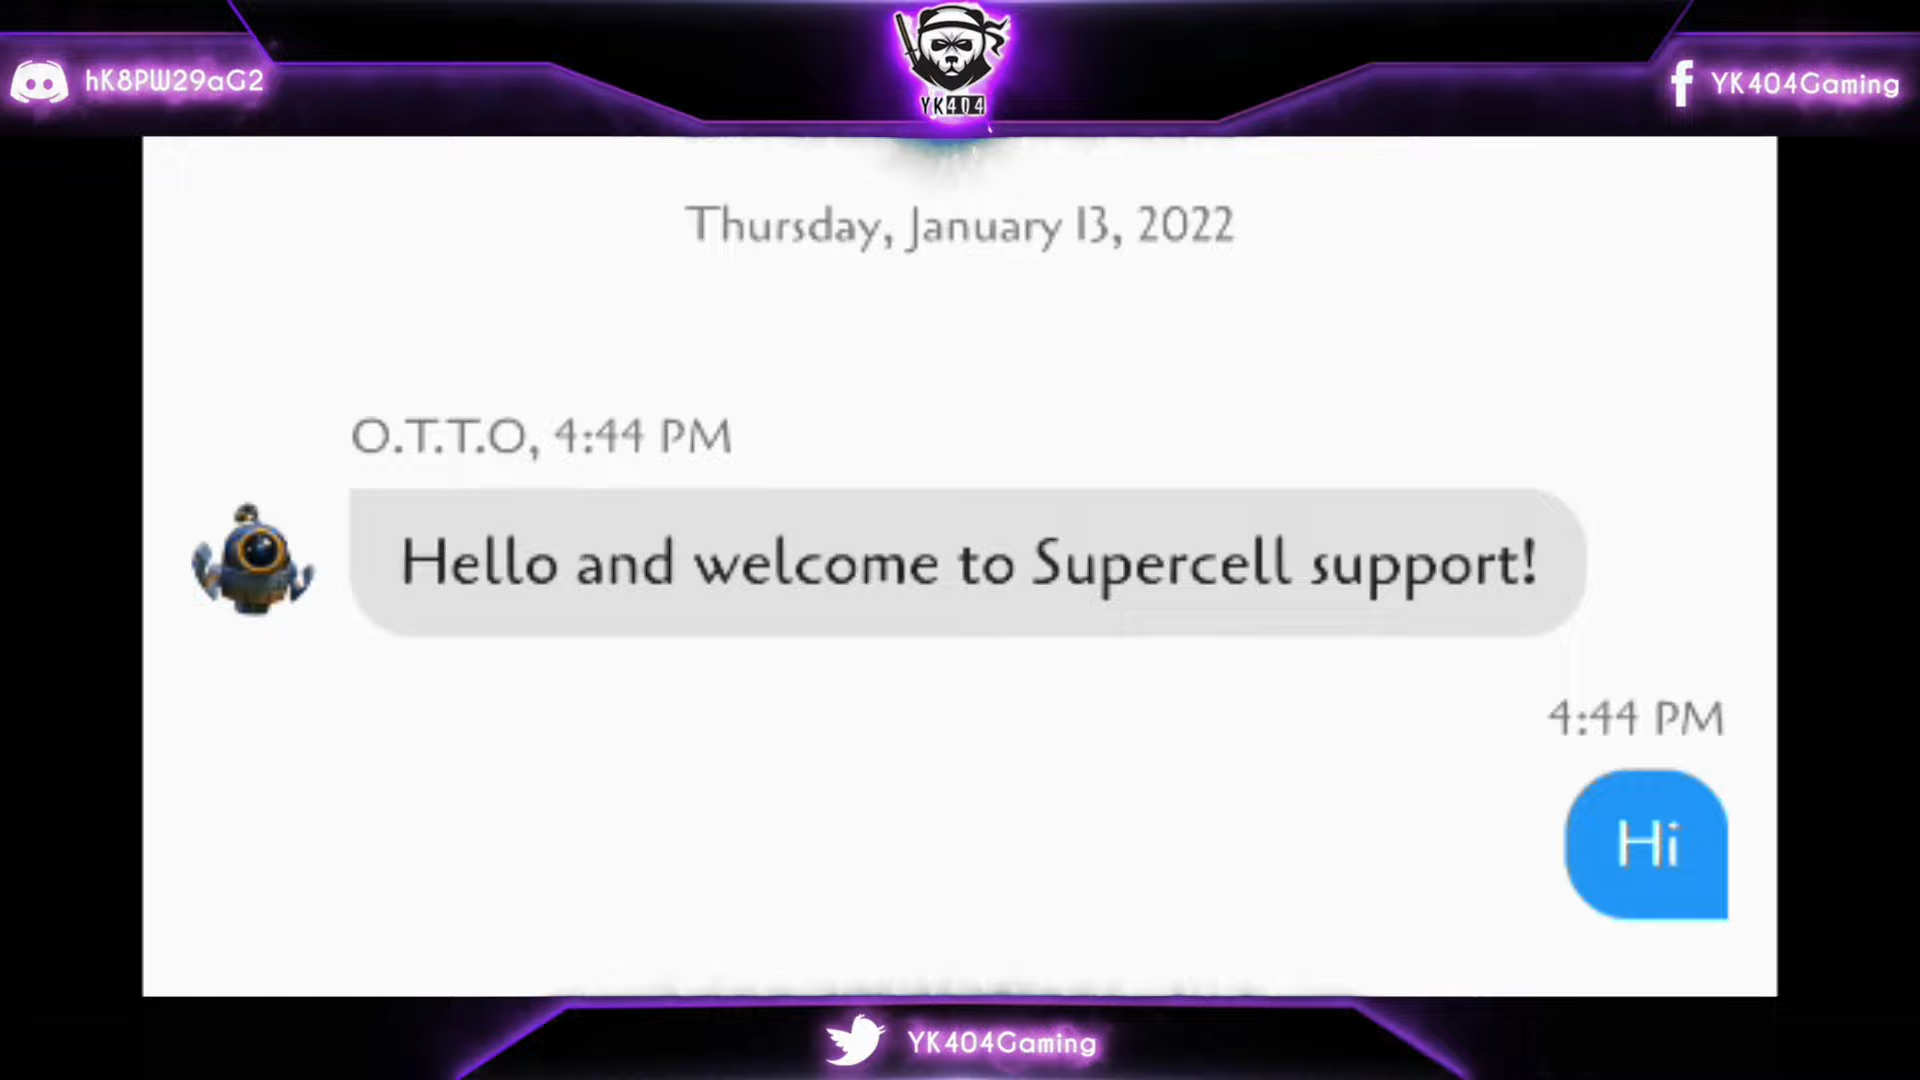 hK8PW29aG2
YK404
YK404Gaming
Thursday, January 13, 2022
O.T.T.O, 4:44 PM
Hello and welcome to Supercell support!
4:44 PM
Hi
YK404Gaming